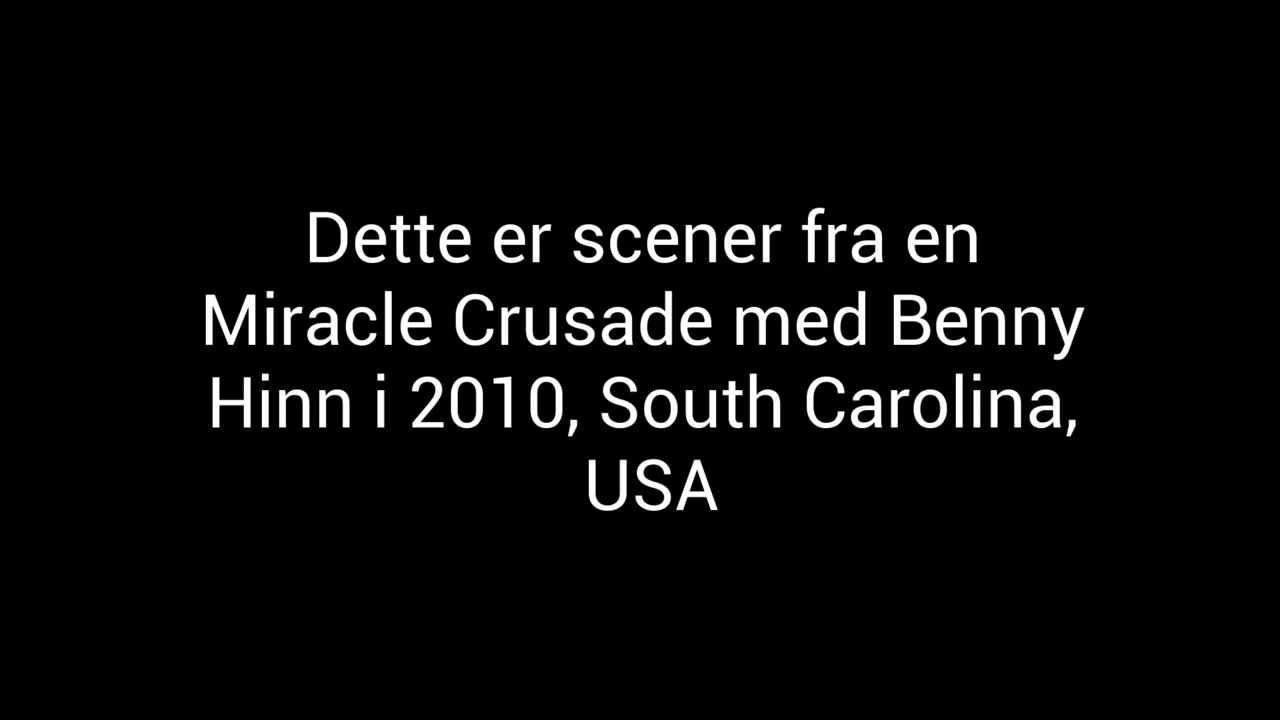 Dette er scener fra en
Miracle Crusade med Benny
Hinn i 2010, South Carolina,
USA